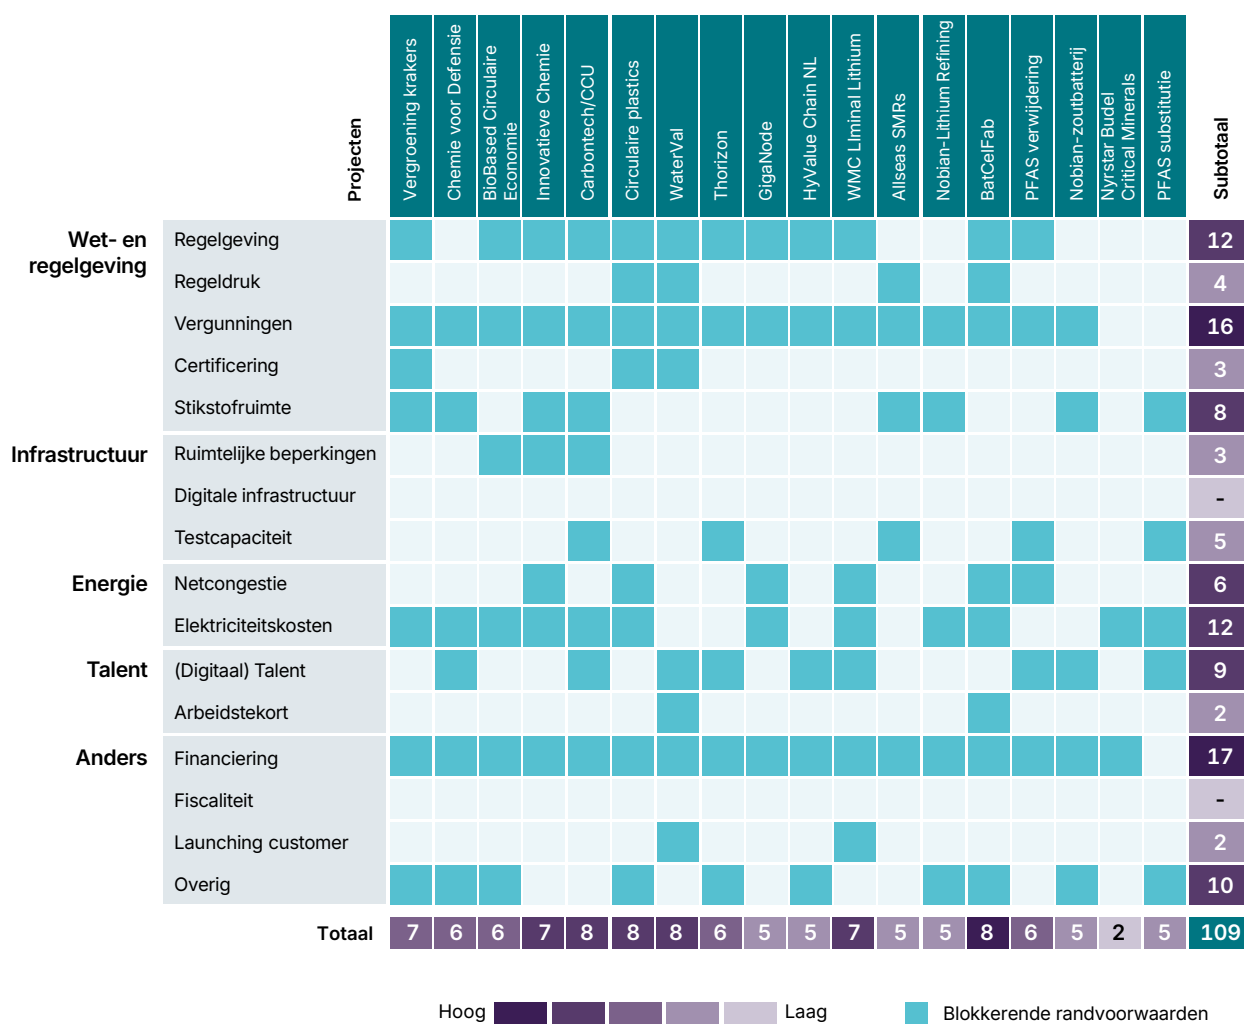 Projecten
Vergroening krakers
Chemie voor Defensie
BioBased Circulaire
Economie
Innovatieve Chemie
Carbontech/CCU
Circulaire plastics
WaterVal
Thorizon
GigaNode
HyValue Chain NL
WMC LIminal Lithium
Allseas SMRs
Nobian-Lithium Refining
BatCelFab
PFAS verwijdering
Nobian-zoutbatterij
Nyrstar Budel
Critical Minerals
PFAS substitutie
Subtotaal
Wet- en
regelgeving
Regelgeving 12
Regeldruk 4
Vergunningen 16
Certificering 3
Stikstofruimte 8
Infrastructuur Ruimtelijke beperkingen 3
Digitale infrastructuur -
Testcapaciteit 5
Energie Netcongestie 6
Elektriciteitskosten 12
Talent (Digitaal) Talent 9
Arbeidstekort 2
Anders Financiering 17
Fiscaliteit -
Launching customer 2
Overig 10
Totaal 7 6 6 7 8 8 8 6 5 5 7 5 5 8 6 5 2 5 109
Hoog Laag Blokkerende randvoorwaarden